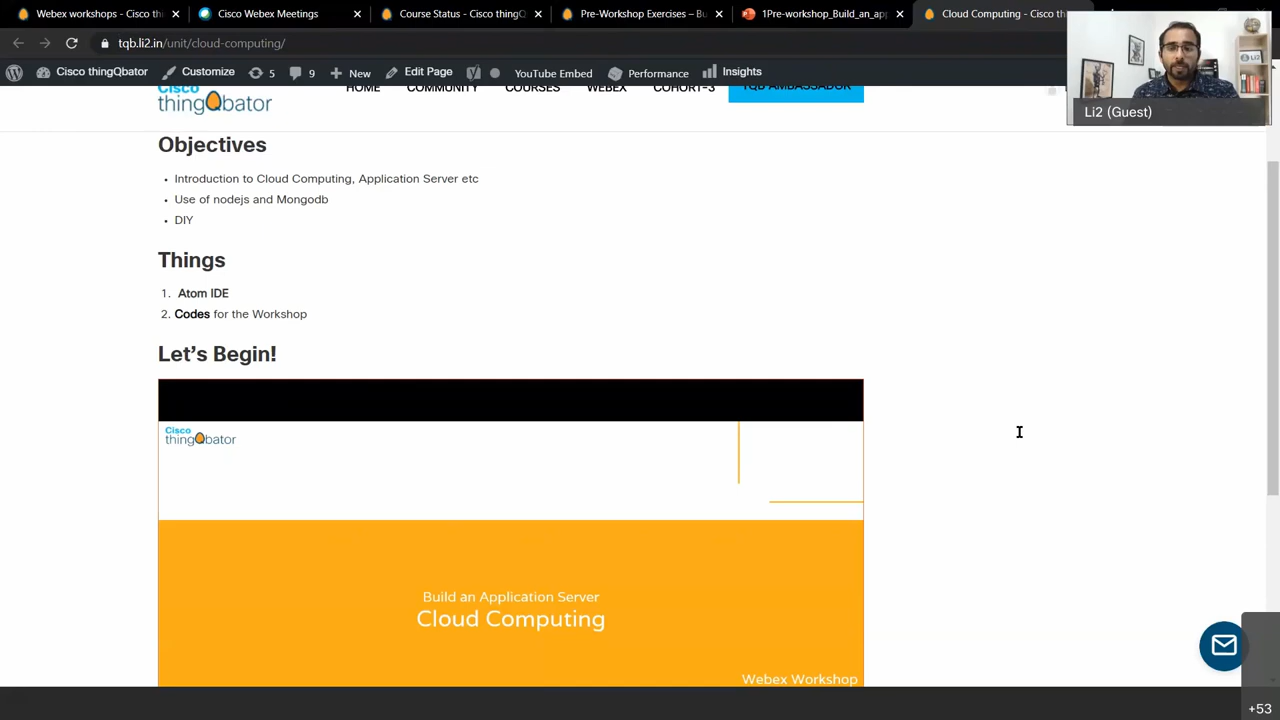 Webex workshops - Cisco thi
Cisco Webex Meetings
Course Status - Cisco thingQ
Pre-Workshop Exercises – Bu
1Pre-workshop_Build_an_ap
Cloud Computing - Cisco th
tqb.li2.in/unit/cloud-computing/
Cisco thingQbator
Customize
5
9
New
Edit Page
YouTube Embed
Performance
Insights
Cisco
thingQbator
HOME
COMMUNITY
COURSES
WEBEX
COHORT-3
TQB AMBASSADOR
Li2
Li2 (Guest)
Objectives
Introduction to Cloud Computing, Application Server etc
Use of nodejs and Mongodb
DIY
Things
1. Atom IDE
2. Codes for the Workshop
Let's Begin!
Cisco
thingQbator
Build an Application Server
Cloud Computing
Webex Workshop
+53